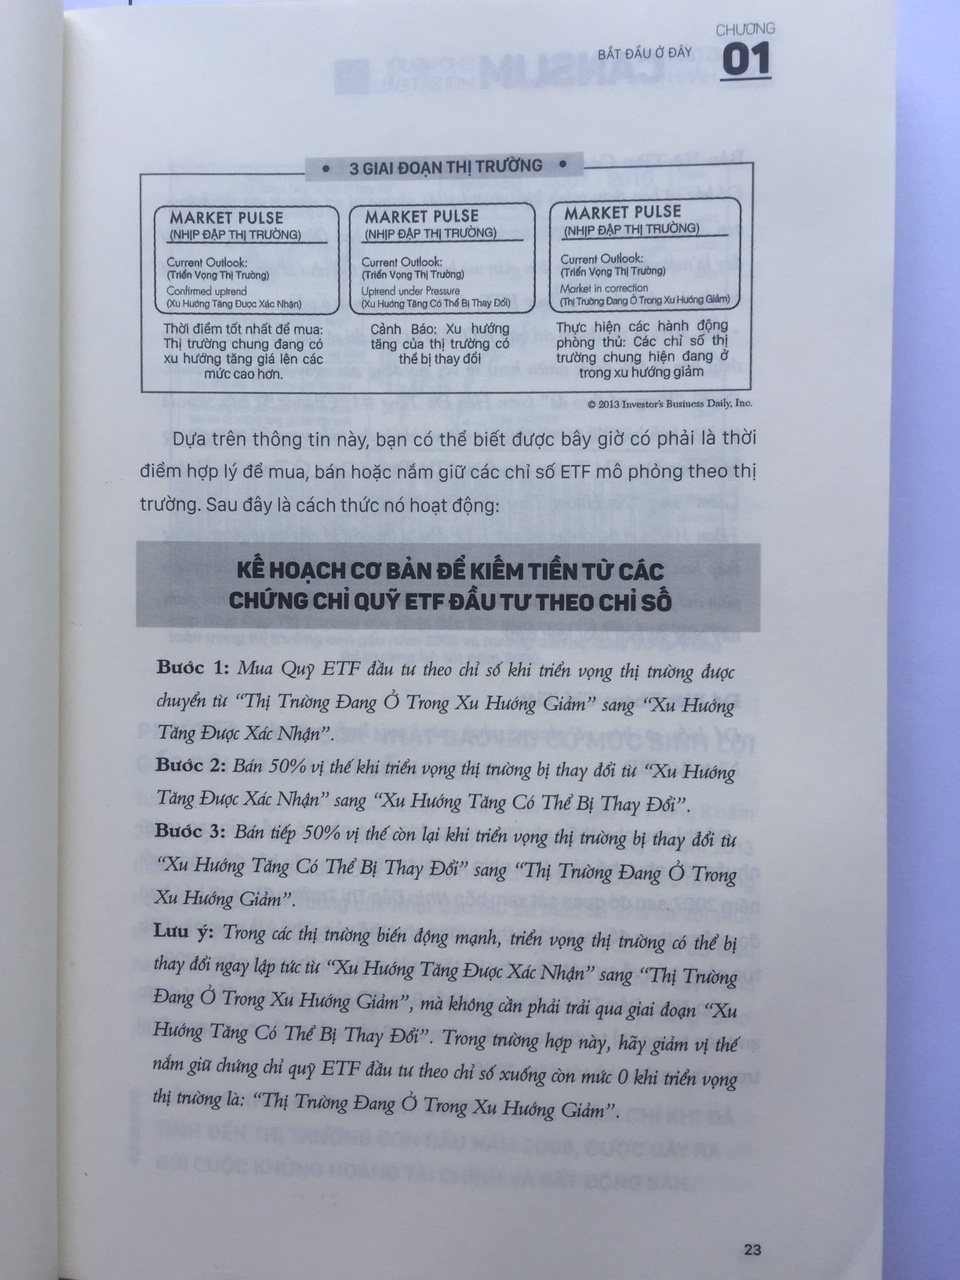 CHƯƠNG
BẮT ĐẦU Ở ĐÂY 01
• 3 GIAI ĐOẠN THỊ TRƯỜNG •
MARKET PULSE
(NHỊP ĐẬP THỊ TRƯỜNG)
Current Outlook:
(Triển Vọng Thị Trường)
Confirmed uptrend
(Xu Hướng Tăng Được Xác Nhận)
Thời điểm tốt nhất để mua:
Thị trường chung đang có
xu hướng tăng giá lên các
mức cao hơn.
MARKET PULSE
(NHỊP ĐẬP THỊ TRƯỜNG)
Current Outlook:
(Triển Vọng Thị Trường)
Uptrend under Pressure
(Xu Hướng Tăng Có Thể Bị Thay Đổi)
Cảnh Báo: Xu hướng
tăng của thị trường có
thể bị thay đổi
MARKET PULSE
(NHỊP ĐẬP THỊ TRƯỜNG)
Current Outlook:
(Triển Vọng Thị Trường)
Market in correction
(Thị Trường Đang Ở Trong Xu Hướng Giảm)
Thực hiện các hành động
phòng thủ: Các chỉ số thị
trường chung hiện đang ở
trong xu hướng giảm
© 2013 Investor's Business Daily, Inc.
Dựa trên thông tin này, bạn có thể biết được bây giờ có phải là thời
điểm hợp lý để mua, bán hoặc nắm giữ các chỉ số ETF mô phỏng theo thị
trường. Sau đây là cách thức nó hoạt động:
KẾ HOẠCH CƠ BẢN ĐỂ KIẾM TIỀN TỪ CÁC
CHỨNG CHỈ QUỸ ETF ĐẦU TƯ THEO CHỈ SỐ
Bước 1: Mua Quỹ ETF đầu tư theo chỉ số khi triển vọng thị trường được
chuyển từ “Thị Trường Đang Ở Trong Xu Hướng Giảm” sang “Xu Hướng
Tăng Được Xác Nhận”.
Bước 2: Bán 50% vị thế khi triển vọng thị trường bị thay đổi từ “Xu Hướng
Tăng Được Xác Nhận” sang “Xu Hướng Tăng Có Thể Bị Thay Đổi”.
Bước 3: Bán tiếp 50% vị thế còn lại khi triển vọng thị trường bị thay đổi từ
“Xu Hướng Tăng Có Thể Bị Thay Đổi” sang “Thị Trường Đang Ở Trong
Xu Hướng Giảm”.
Lưu ý: Trong các thị trường biến động mạnh, triển vọng thị trường có thể bị
thay đổi ngay lập tức từ “Xu Hướng Tăng Được Xác Nhận” sang “Thị Trường
Đang Ở Trong Xu Hướng Giảm”, mà không cần phải trải qua giai đoạn “Xu
Hướng Tăng Có Thể Bị Thay Đổi”. Trong trường hợp này, hãy giảm vị thế
nắm giữ chứng chỉ quỹ ETF đầu tư theo chỉ số xuống còn mức 0 khi triển vọng
thị trường là: “Thị Trường Đang Ở Trong Xu Hướng Giảm”.
23